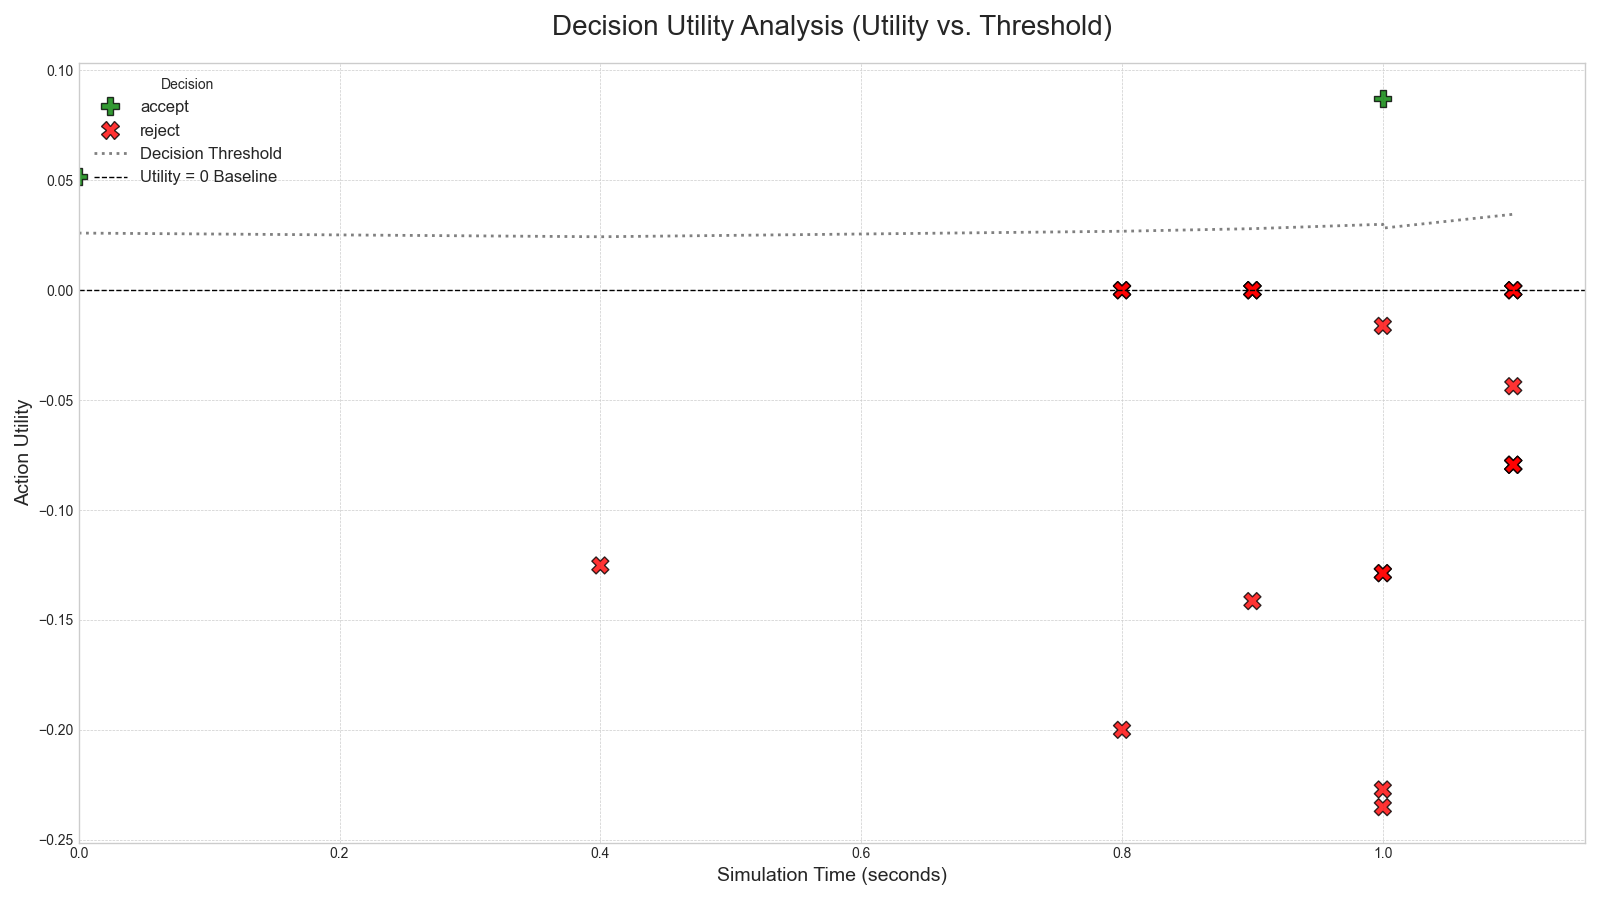 Decision Utility Analysis (Utility vs. Threshold)
Decision
accept
reject
Decision Threshold
Utility = 0 Baseline
Action Utility
0.10
0.05
0.00
−0.05
−0.10
−0.15
−0.20
−0.25
0.0 0.2 0.4 0.6 0.8 1.0
Simulation Time (seconds)